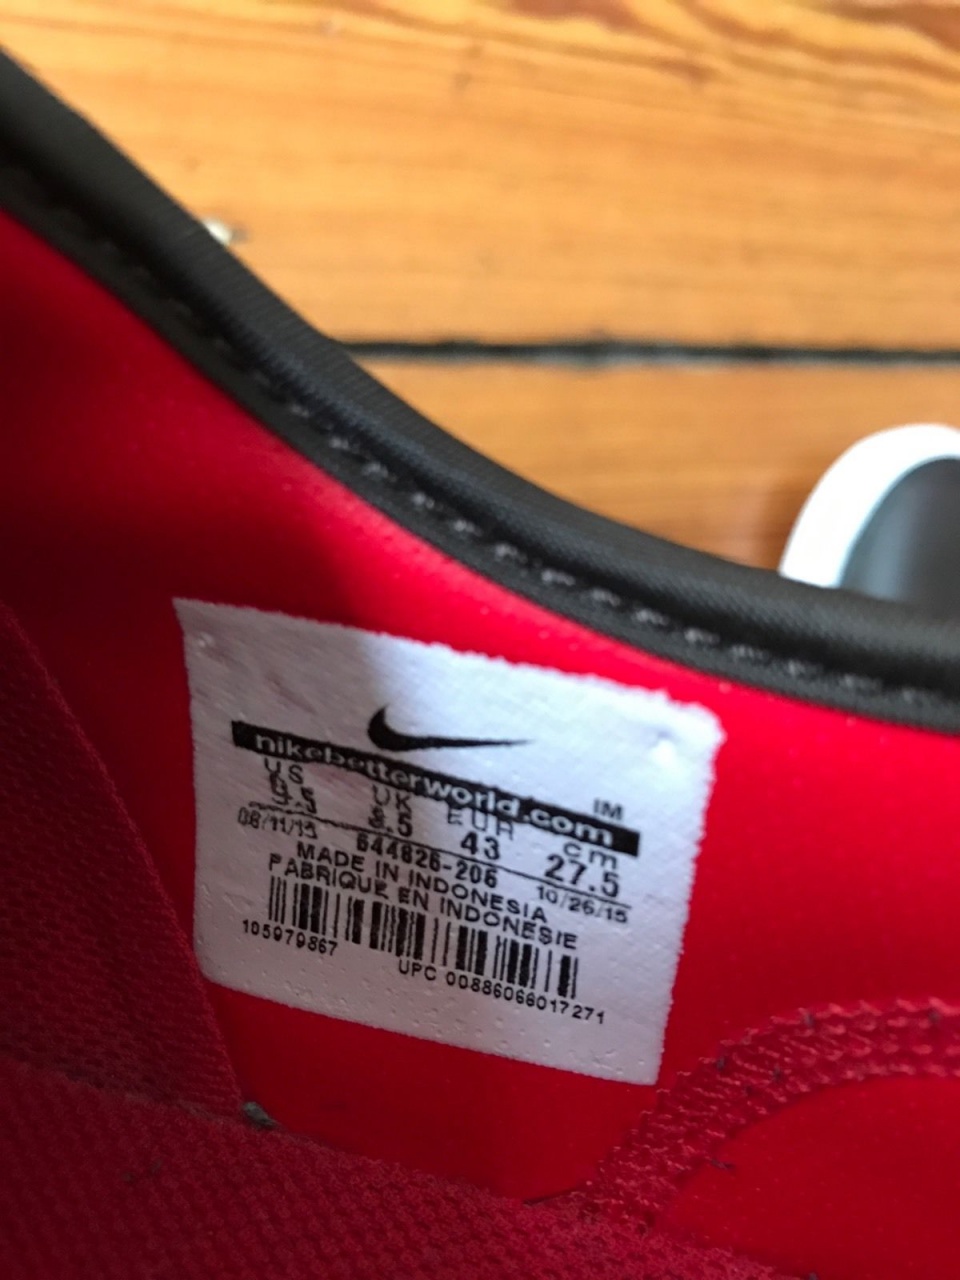 nikebetterworld.com
IM
US UK EUR cm
9.5 8.5 43 27.5
08/11/15 644826-206 10/26/15
MADE IN INDONESIA
FABRIQUE EN INDONESIE
105979867
UPC 00886066017271